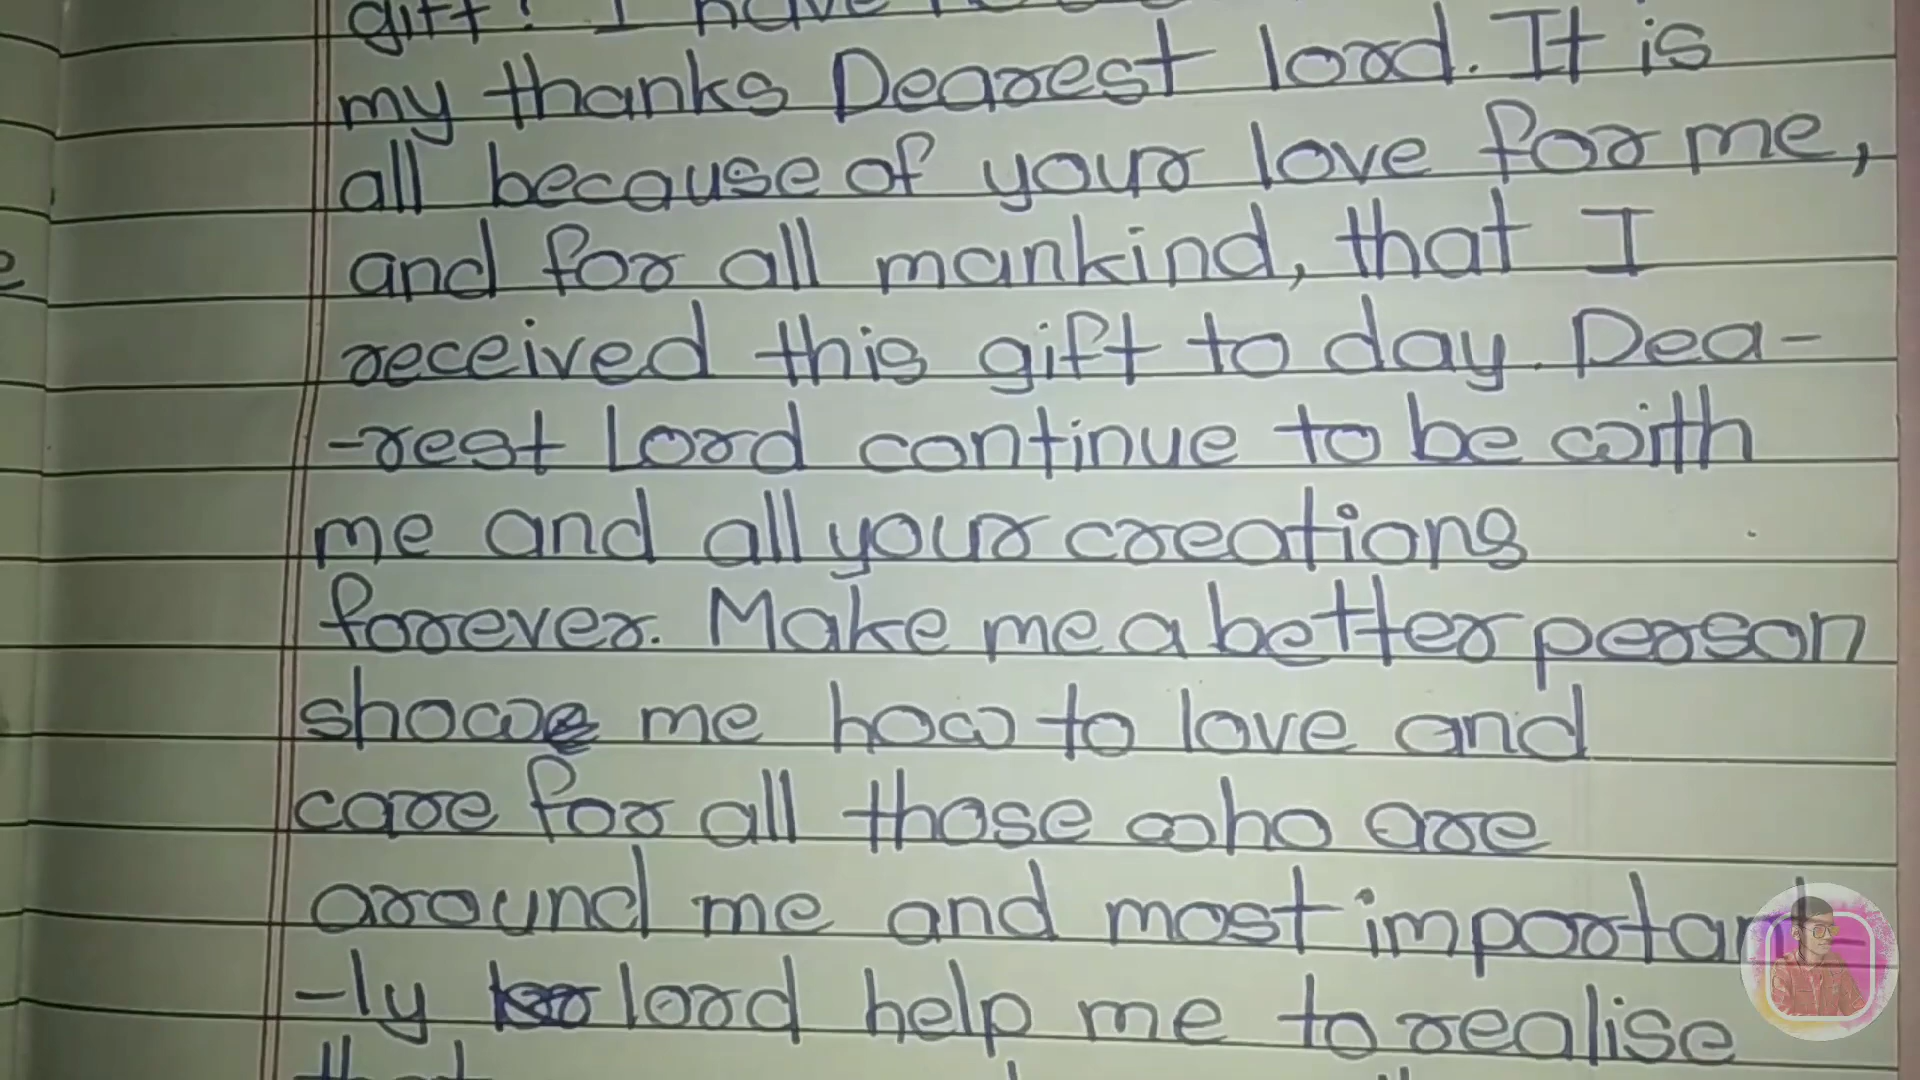 gift! I have
my thanks Dearest lord. It is
all because of your love for me,
and for all mankind, that I
received this gift to day. Dea-
-rest Lord continue to be with
me and all your creations
forever. Make me a better person
show me how to love and
care for all those who are
around me and most important-
-ly lord help me to realise
that